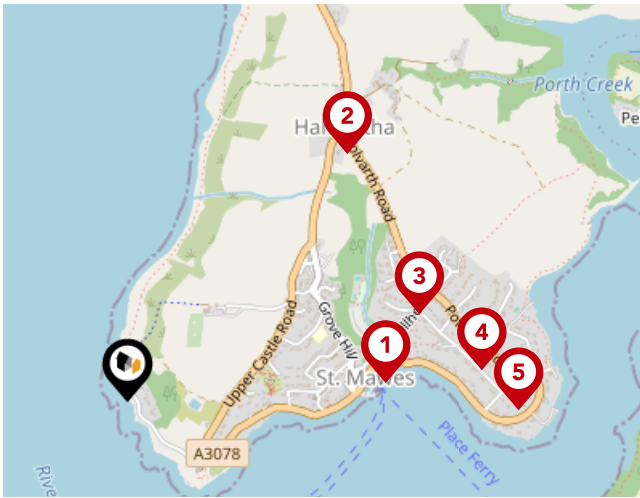 Porth Creek
Pe
2
Polvarth Road
3
4
1
Grove Hill
Upper Castle Road
5
St. Mawes
A3078
Place Ferry
Rive